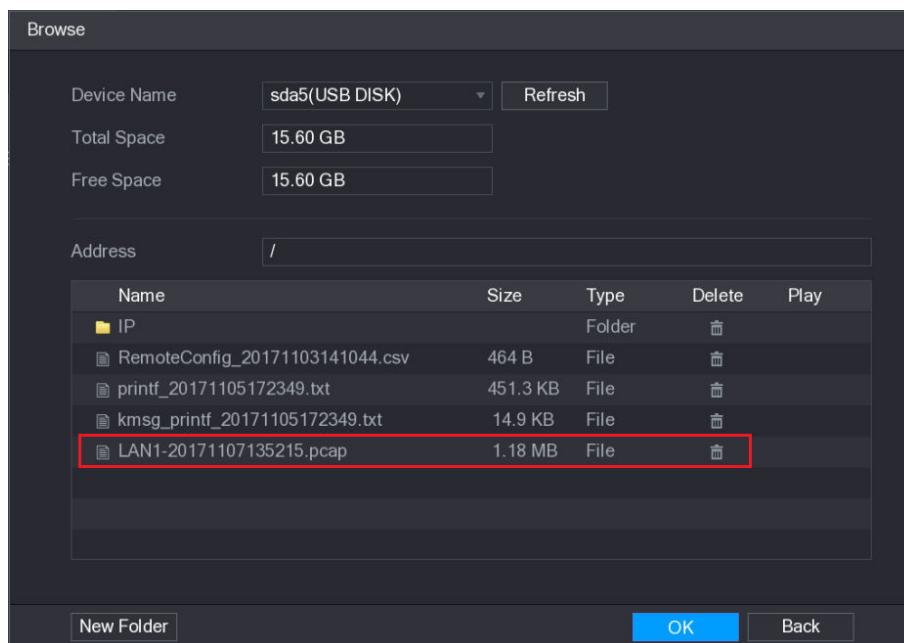 Browse
Device Name sda5(USB DISK) Refresh
Total Space 15.60 GB
Free Space 15.60 GB
Address /
Name Size Type Delete Play
IP Folder
RemoteConfig_20171103141044.csv 464 B File
printf_20171105172349.txt 451.3 KB File
kmsg_printf_20171105172349.txt 14.9 KB File
LAN1-20171107135215.pcap 1.18 MB File
New Folder OK Back